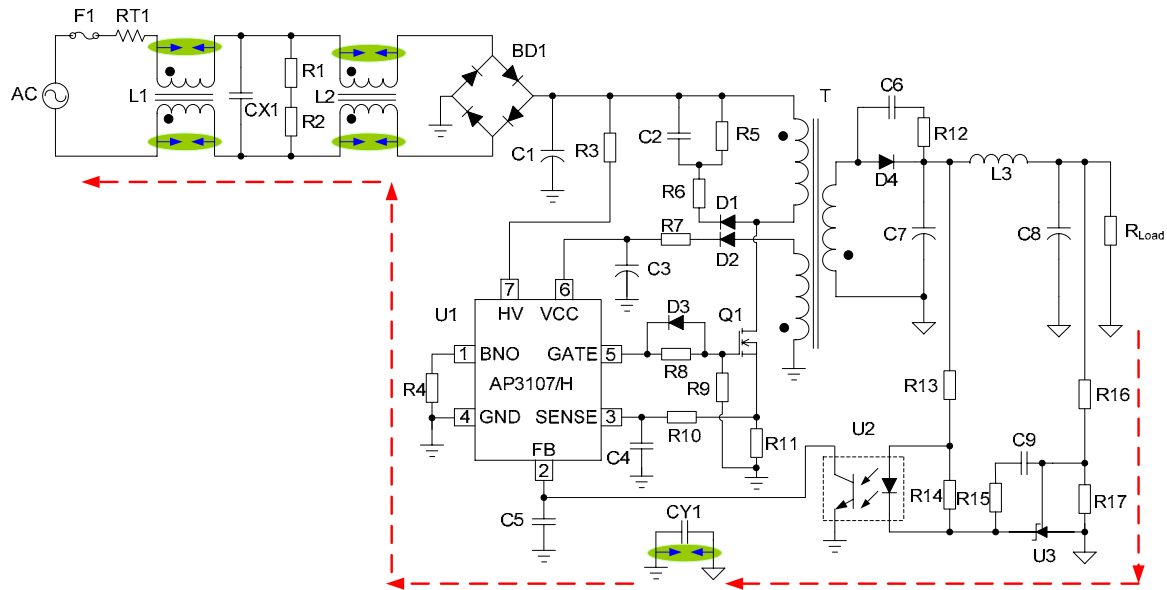 F1 RT1
AC
L1
CX1
R1
R2
L2
BD1
C1
R3
C2
R5
R6
D1
D2
R7
C3
T
C6
R12
D4
L3
C7
C8
RLoad
U1
7 6
HV VCC
1 BNO GATE 5
AP3107/H
4 GND SENSE 3
FB
2
R4
D3
R8
Q1
R9
R10
R11
C4
C5
CY1
U2
R13
R14
R15
C9
R16
R17
U3